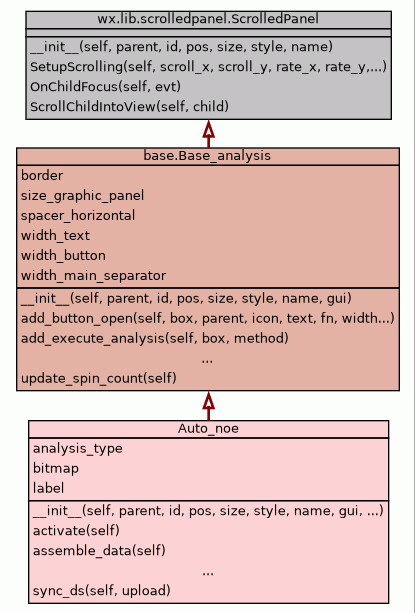 wx.lib.scrolledpanel.ScrolledPanel
__init__(self, parent, id, pos, size, style, name)
SetupScrolling(self, scroll_x, scroll_y, rate_x, rate_y,...)
OnChildFocus(self, evt)
ScrollChildIntoView(self, child)
base.Base_analysis
border
size_graphic_panel
spacer_horizontal
width_text
width_button
width_main_separator
__init__(self, parent, id, pos, size, style, name, gui)
add_button_open(self, box, parent, icon, text, fn, width...)
add_execute_analysis(self, box, method)
...
update_spin_count(self)
Auto_noe
analysis_type
bitmap
label
__init__(self, parent, id, pos, size, style, name, gui, ...)
activate(self)
assemble_data(self)
...
sync_ds(self, upload)